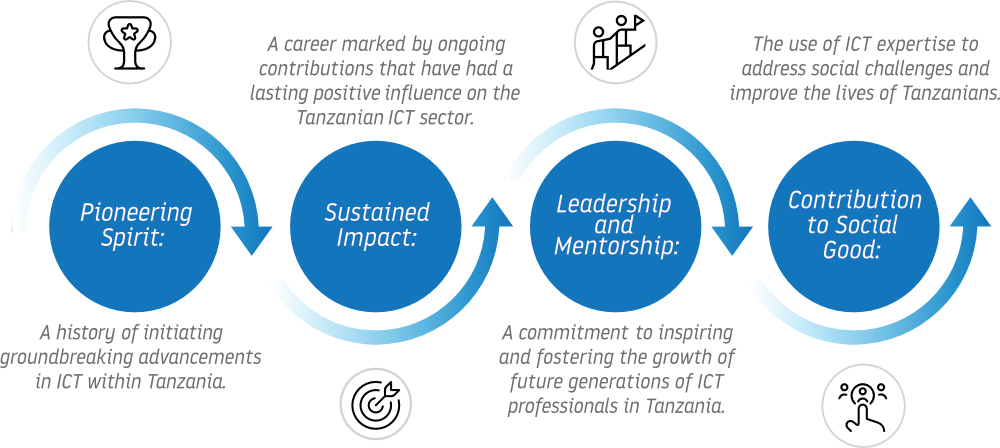 Pioneering
Spirit:
A history of initiating
groundbreaking advancements
in ICT within Tanzania.
A career marked by ongoing
contributions that have had a
lasting positive influence on the
Tanzanian ICT sector.
Sustained
Impact:
Leadership
and
Mentorship:
A commitment to inspiring
and fostering the growth of
future generations of ICT
professionals in Tanzania.
The use of ICT expertise to
address social challenges and
improve the lives of Tanzanians.
Contribution
to Social
Good: